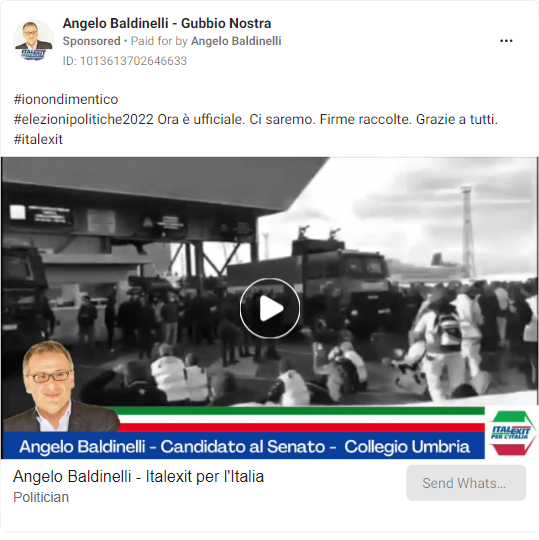 Angelo Baldinelli - Gubbio Nostra
Sponsored • Paid for by Angelo Baldinelli
ID: 1013613702646633
#ionondimentico
#elezionipolitiche2022 Ora è ufficiale. Ci saremo. Firme raccolte. Grazie a tutti.
#italexit
Angelo Baldinelli - Candidato al Senato - Collegio Umbria
ITALEXIT
PER L'ITALIA
Angelo Baldinelli - Italexit per l'Italia
Politician
Send Whats...